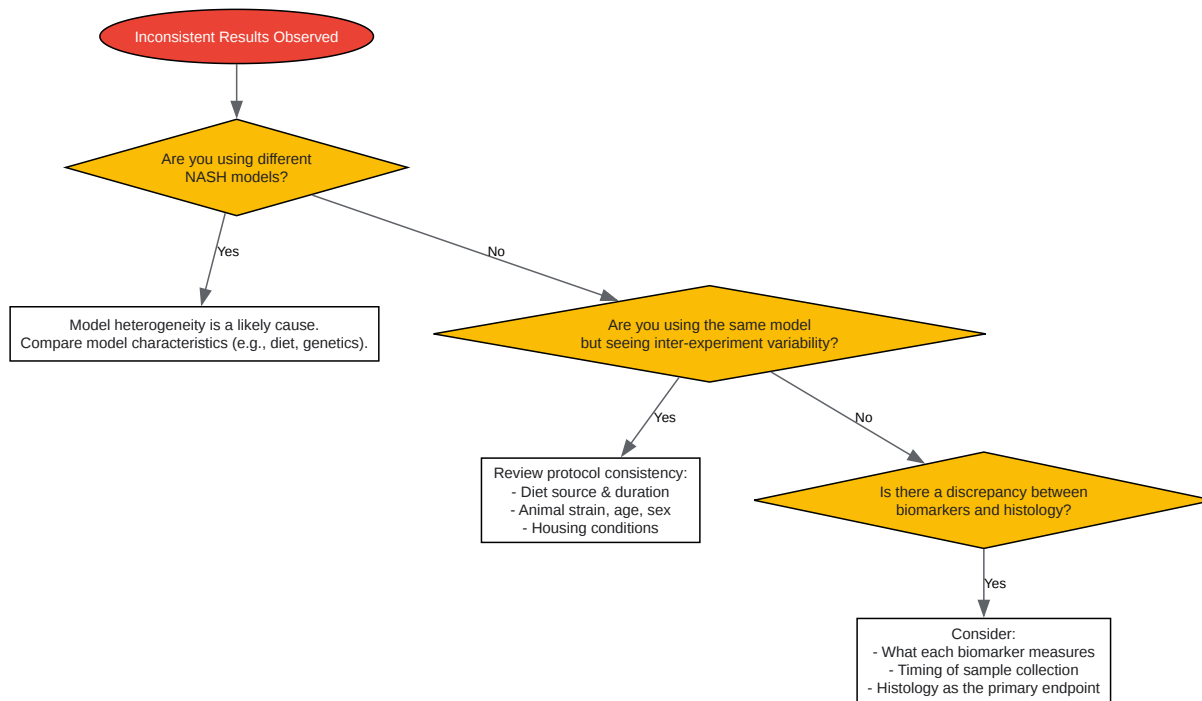 Inconsistent Results Observed
Are you using different
NASH models?
Yes
No
Model heterogeneity is a likely cause.
Compare model characteristics (e.g., diet, genetics).
Are you using the same model
but seeing inter-experiment variability?
Yes
No
Review protocol consistency:
- Diet source & duration
- Animal strain, age, sex
- Housing conditions
Is there a discrepancy between
biomarkers and histology?
Yes
Consider:
- What each biomarker measures
- Timing of sample collection
- Histology as the primary endpoint